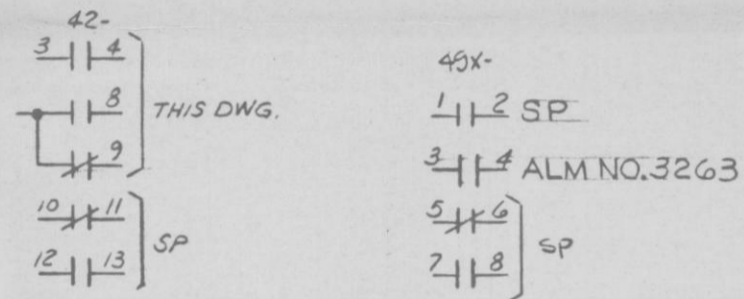 42-
3 4
8 THIS DWG.
9
10 11
SP
12 13
49X-
1 2 SP
3 4 ALM NO. 3263
5 6
SP
7 8